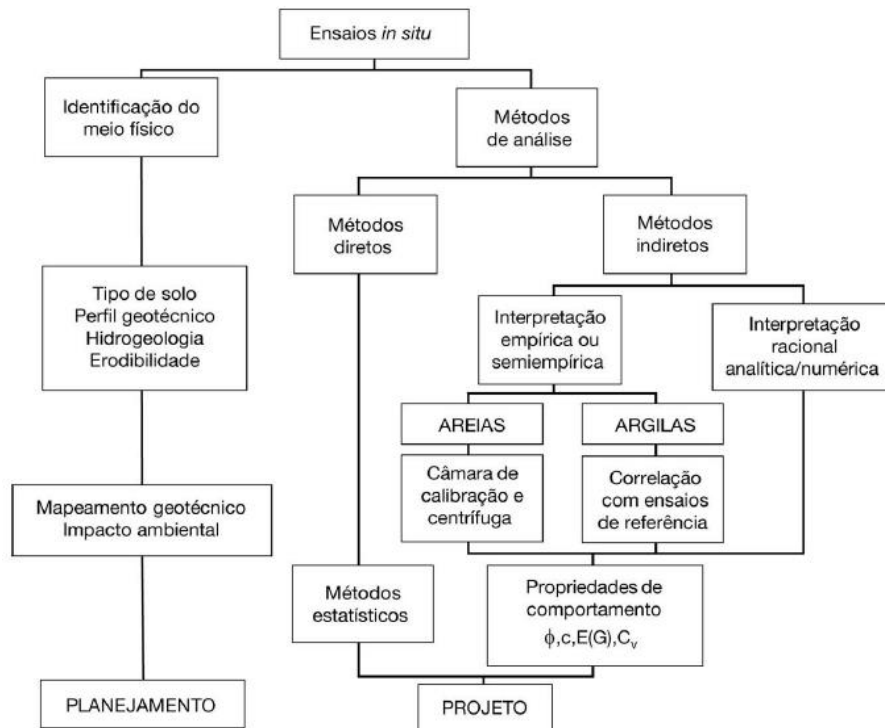 Ensaios in situ
Identificação do
meio físico
Métodos
de análise
Métodos
diretos
Métodos
indiretos
Tipo de solo
Perfil geotécnico
Hidrogeologia
Erodibilidade
Interpretação
empírica ou
semiempírica
Interpretação
racional
analítica/numérica
AREIAS
ARGILAS
Câmara de
calibração e
centrífuga
Correlação
com ensaios
de referência
Mapeamento geotécnico
Impacto ambiental
Métodos
estatísticos
Propriedades de
comportamento
ϕ,c,E(G),Cᵥ
PLANEJAMENTO
PROJETO